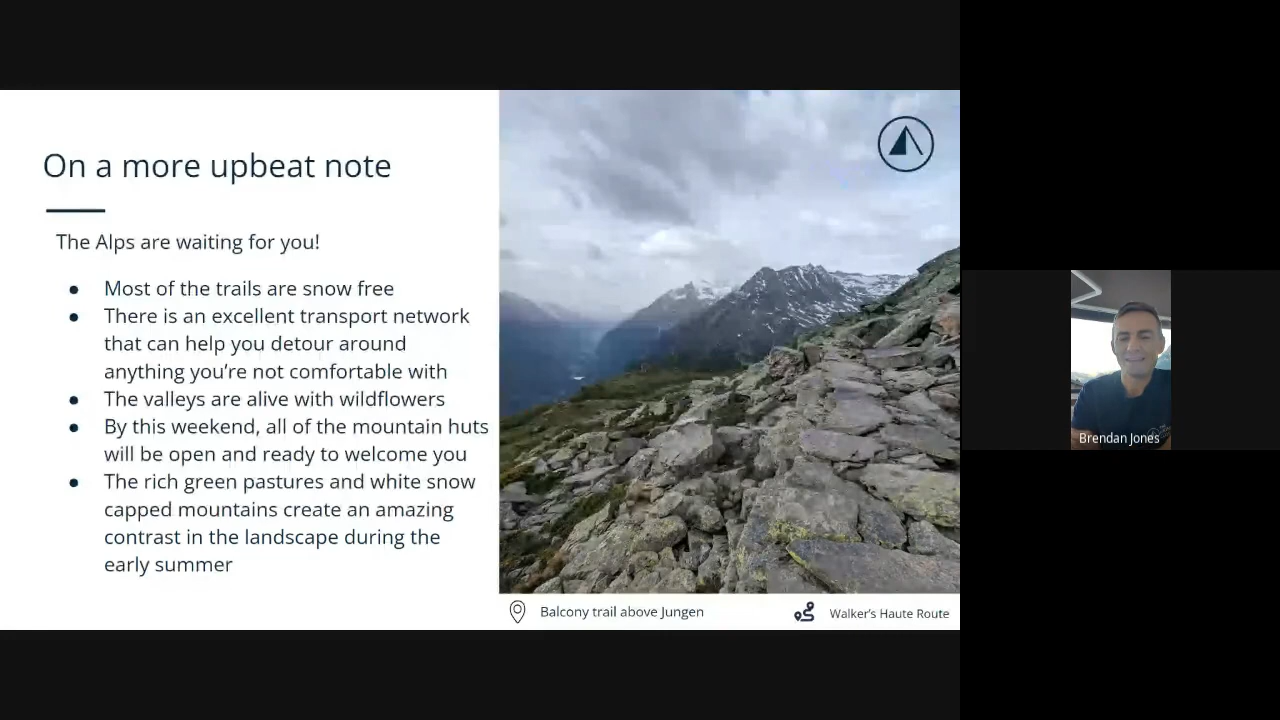 On a more upbeat note
The Alps are waiting for you!
● Most of the trails are snow free
● There is an excellent transport network
that can help you detour around
anything you’re not comfortable with
● The valleys are alive with wildflowers
● By this weekend, all of the mountain huts
will be open and ready to welcome you
● The rich green pastures and white snow
capped mountains create an amazing
contrast in the landscape during the
early summer
Balcony trail above Jungen
Walker’s Haute Route
Brendan Jones